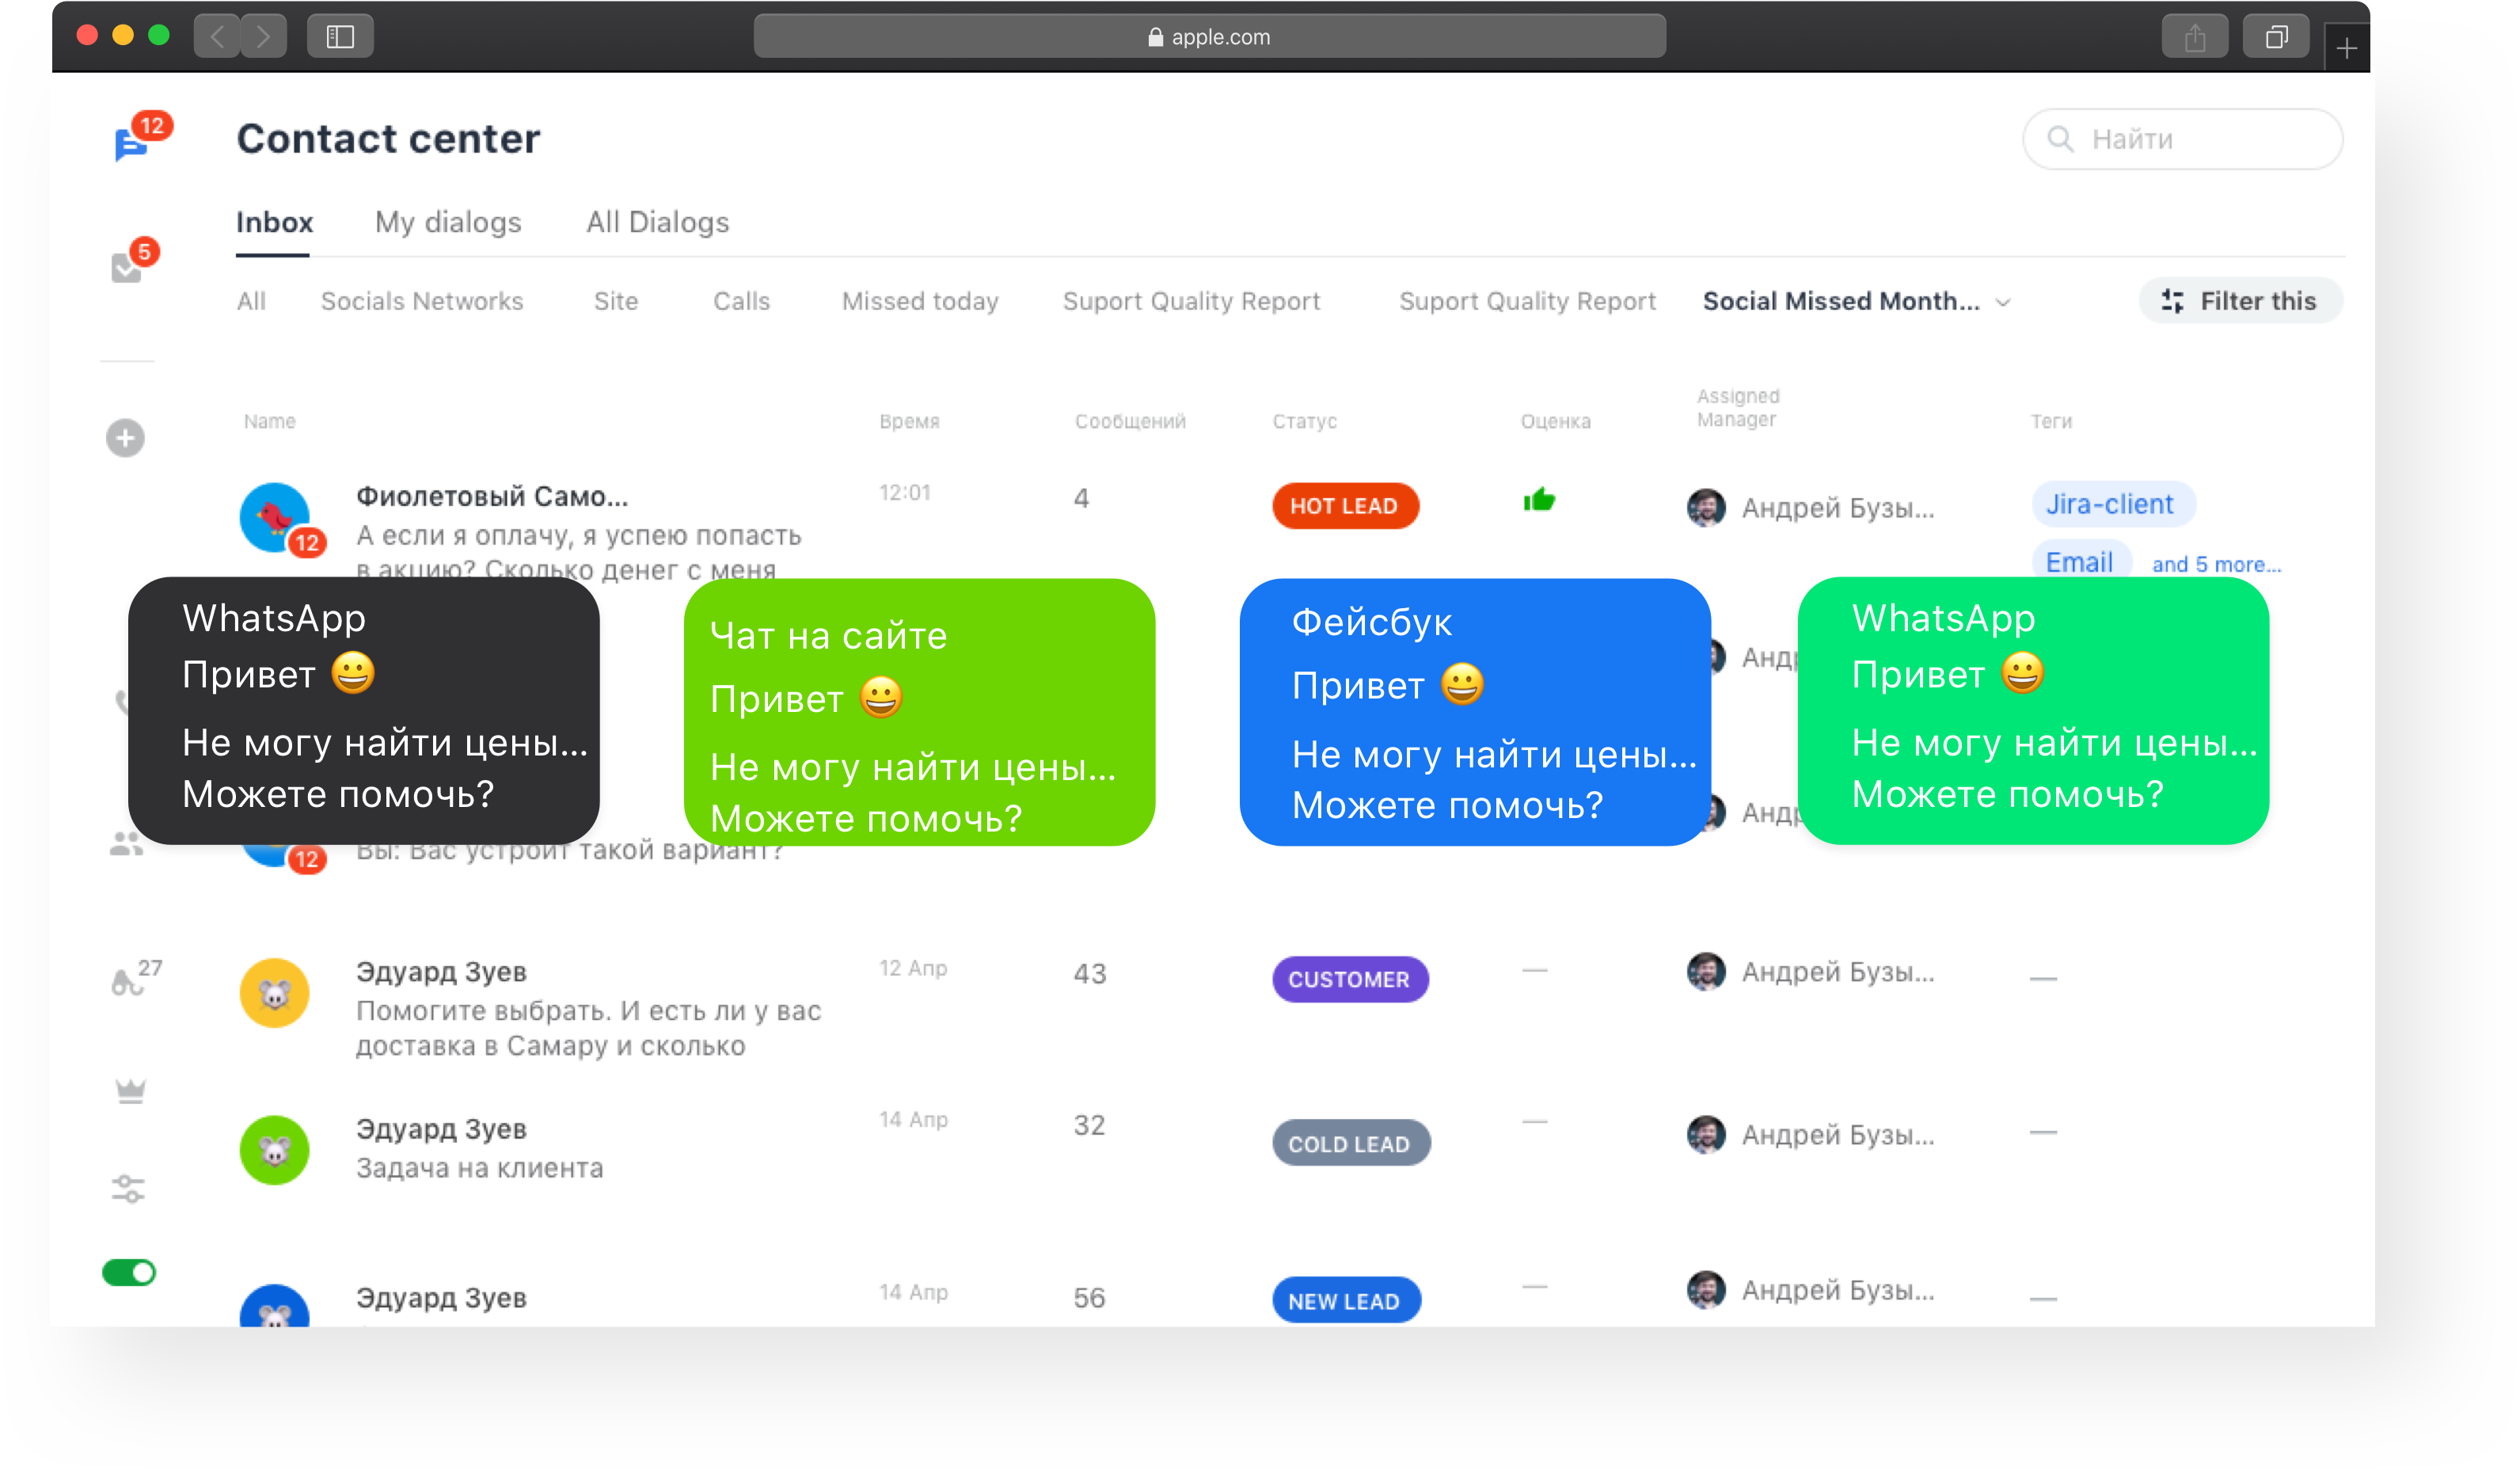 apple.com
12
Contact center
Найти
5
Inbox My dialogs All Dialogs
All Socials Networks Site Calls Missed today Suport Quality Report Suport Quality Report Social Missed Month... Filter this
Name Время Сообщений Статус Оценка Assigned Manager Теги
Фиолетовый Само... 12:01 4 HOT LEAD Андрей Бузы... Jira-client
12
А если я оплачу, я успею попасть
в акцию? Сколько денег с меня
Email and 5 more...
WhatsApp
Привет 😀
Не могу найти цены...
Можете помочь?
Чат на сайте
Привет 😀
Не могу найти цены...
Можете помочь?
Фейсбук
Привет 😀
Не могу найти цены...
Можете помочь?
WhatsApp
Привет 😀
Не могу найти цены...
Можете помочь?
12
Вы: Вас устроит такой вариант?
27
Эдуард Зуев 12 Апр 43 CUSTOMER — Андрей Бузы... —
Помогите выбрать. И есть ли у вас
доставка в Самару и сколько
Эдуард Зуев 14 Апр 32 COLD LEAD — Андрей Бузы... —
Задача на клиента
Эдуард Зуев 14 Апр 56 NEW LEAD — Андрей Бузы... —